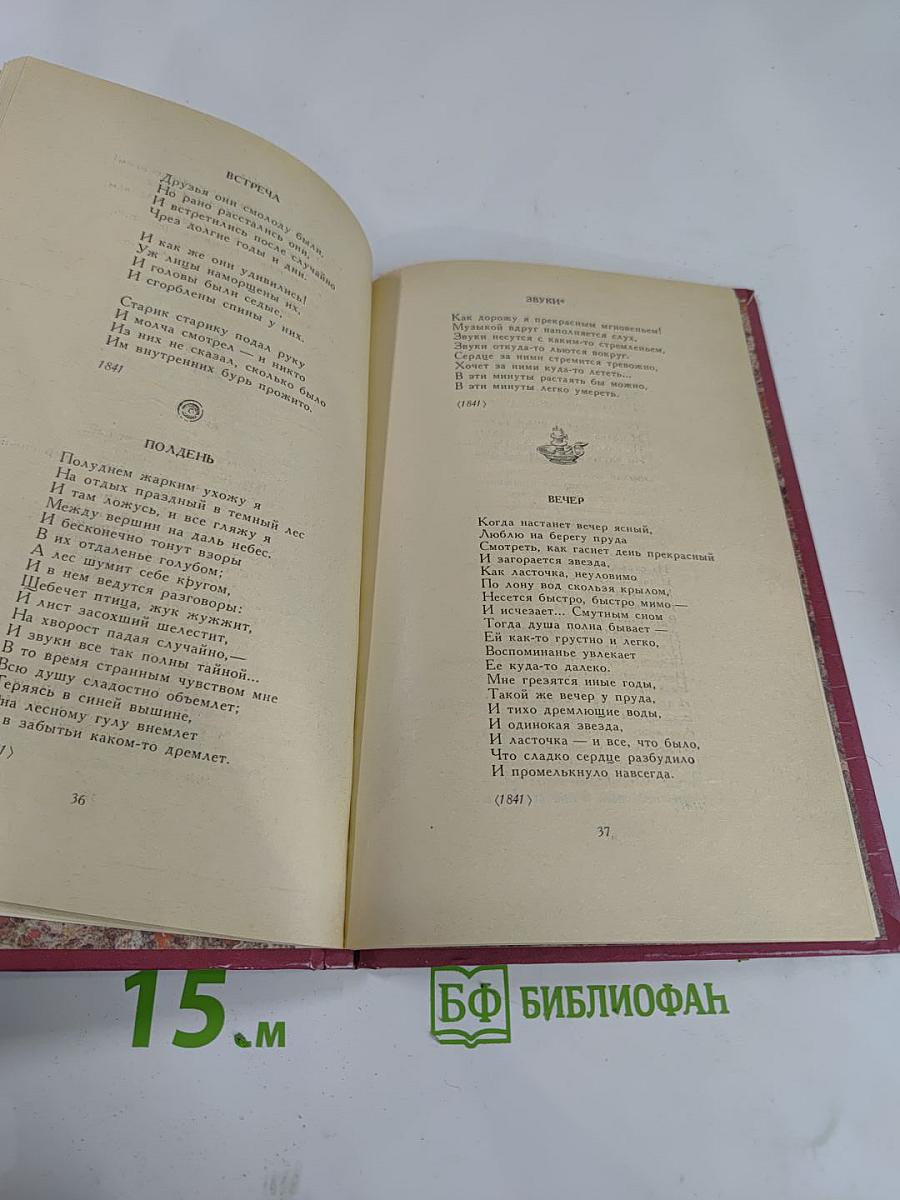 ВСТРЕЧА
Друзья они смолоду были,
Но рано расстались они,
И встретились после случайно
Чрез долгие годы и дни.
И как же они удивились!
Уж лицы наморщены их,
И головы были седые,
И сгорблены спины у них.
Старик старику подал руку
И молча смотрел — и никто
Из них не сказал, сколько было
Им внутренних бурь прожито.
1841
ПОЛДЕНЬ
Полуднем жарким ухожу я
На отдых праздный в темный лес
И там ложусь, и все гляжу я
Между вершин на даль небес.
И бесконечно тонут взоры
В их отдаленье голубом;
А лес шумит себе кругом,
И в нем ведутся разговоры:
Щебечет птица, жук жужжит,
И лист засохший шелестит,
На хворост падая случайно,—
И звуки все так полны тайной...
В то время странным чувством мне
Всю душу сладостно объемлет;
Теряясь в синей вышине,
на лесному гулу внемлет
в забытьи каком-то дремлет.
1〉
36
ЗВУКИ*
Как дорожу я прекрасным мгновеньем!
Музыкой вдруг наполняется слух,
Звуки несутся с каким-то стремленьем,
Звуки откуда-то льются вокруг.
Сердце за ними стремится тревожно,
Хочет за ними куда-то лететь...
В эти минуты растаять бы можно,
В эти минуты легко умереть.
〈1841〉
ВЕЧЕР
Когда настанет вечер ясный,
Люблю на берегу пруда
Смотреть, как гаснет день прекрасный
И загорается звезда,
Как ласточка, неуловимо
По лону вод скользя крылом,
Несется быстро, быстро мимо —
И исчезает... Смутным сном
Тогда душа полна бывает —
Ей как-то грустно и легко,
Воспоминанье увлекает
Ее куда-то далеко.
Мне грезятся иные годы,
Такой же вечер у пруда,
И тихо дремлющие воды,
И одинокая звезда,
И ласточка — и все, что было,
Что сладко сердце разбудило
И промелькнуло навсегда.
〈1841〉
37
15 см
БФ БИБЛИОФАН